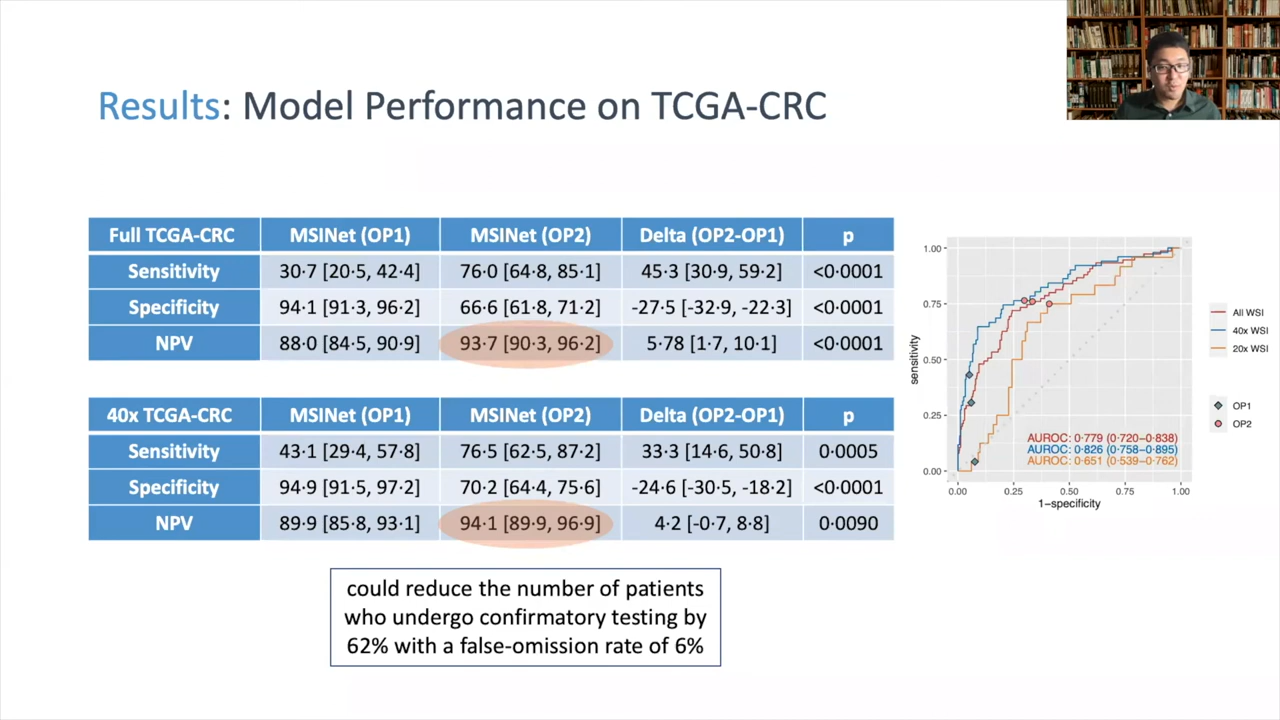 Results: Model Performance on TCGA-CRC
Full TCGA-CRC MSINet (OP1) MSINet (OP2) Delta (OP2-OP1) p
Sensitivity 30·7 [20·5, 42·4] 76·0 [64·8, 85·1] 45·3 [30·9, 59·2] <0·0001
Specificity 94·1 [91·3, 96·2] 66·6 [61·8, 71·2] -27·5 [-32·9, -22·3] <0·0001
NPV 88·0 [84·5, 90·9] 93·7 [90·3, 96·2] 5·78 [1·7, 10·1] <0·0001
40x TCGA-CRC MSINet (OP1) MSINet (OP2) Delta (OP2-OP1) p
Sensitivity 43·1 [29·4, 57·8] 76·5 [62·5, 87·2] 33·3 [14·6, 50·8] 0·0005
Specificity 94·9 [91·5, 97·2] 70·2 [64·4, 75·6] -24·6 [-30·5, -18·2] <0·0001
NPV 89·9 [85·8, 93·1] 94·1 [89·9, 96·9] 4·2 [-0·7, 8·8] 0·0090
could reduce the number of patients
who undergo confirmatory testing by
62% with a false-omission rate of 6%
sensitivity
1.00
0.75
0.50
0.25
0.00
AUROC: 0·779 (0·720–0·838)
AUROC: 0·826 (0·758–0·895)
AUROC: 0·651 (0·539–0·762)
0.00 0.25 0.50 0.75 1.00
1−specificity
All WSI
40x WSI
20x WSI
OP1
OP2